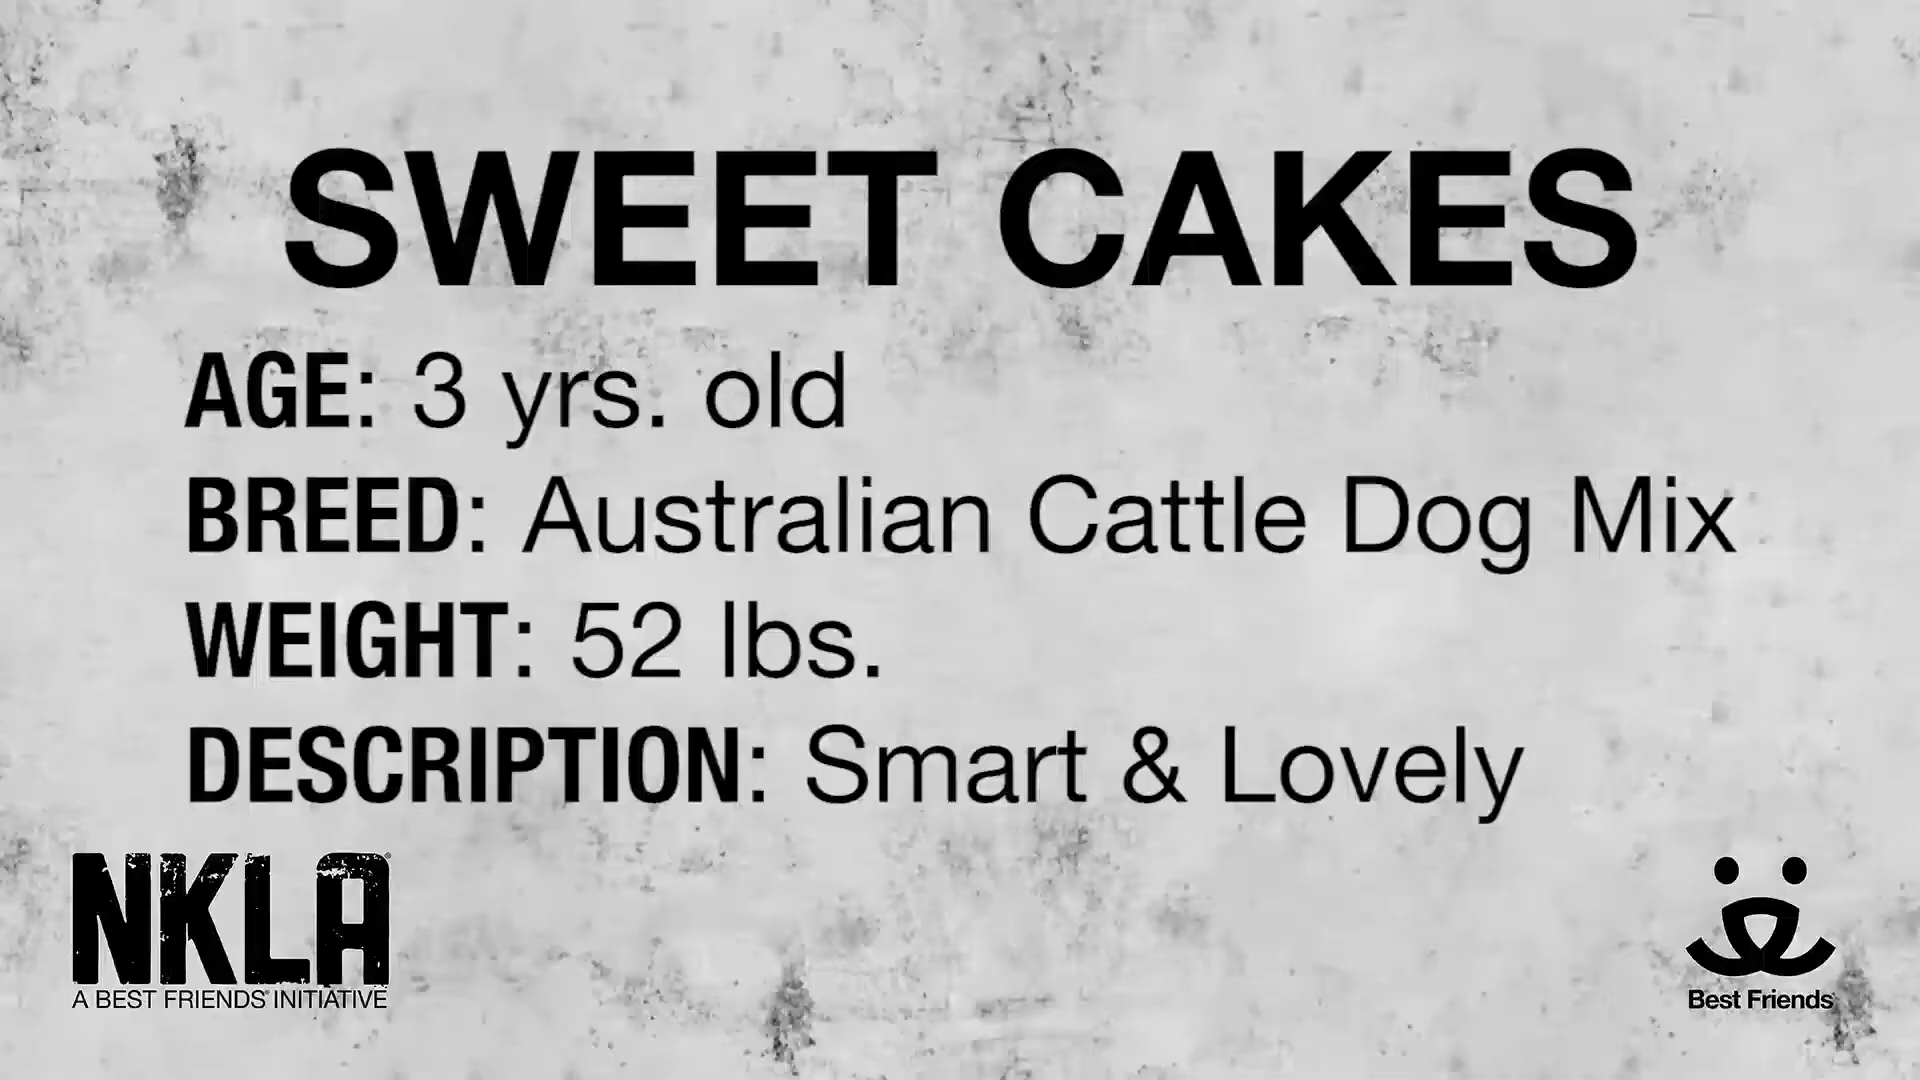 SWEET CAKES
AGE: 3 yrs. old
BREED: Australian Cattle Dog Mix
WEIGHT: 52 lbs.
DESCRIPTION: Smart & Lovely
NKLA®
A BEST FRIENDS INITIATIVE
Best Friends